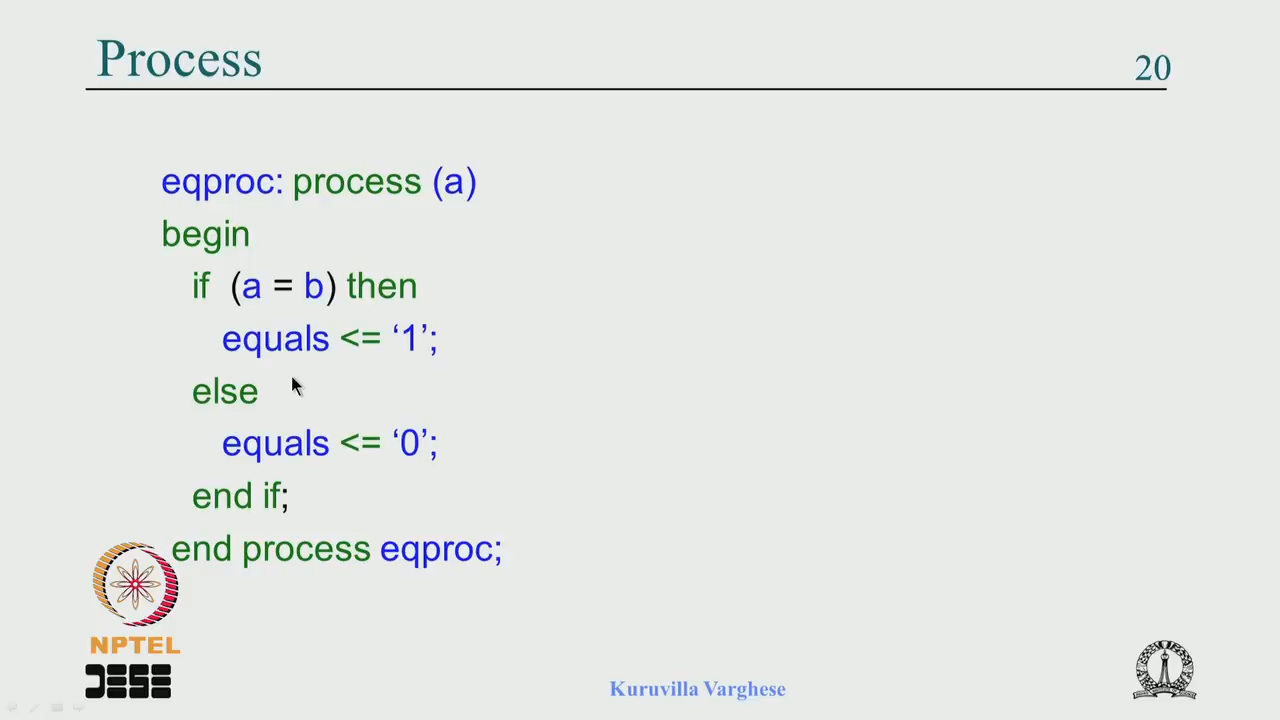 Process
20
eqproc: process (a)
begin
if (a = b) then
equals <= ‘1’;
else
equals <= ‘0’;
end if;
end process eqproc;
NPTEL
DESE
Kuruvilla Varghese